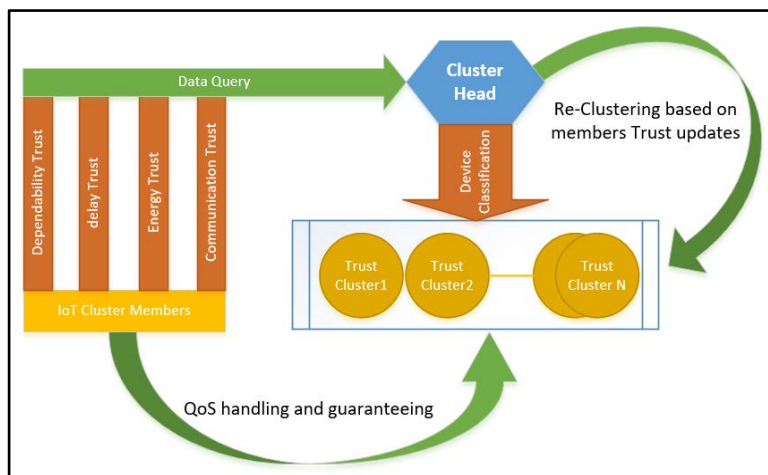 Data Query
Cluster
Head
Re-Clustering based on
members Trust updates
Dependability Trust
delay Trust
Energy Trust
Communication Trust
Device
Classification
Trust
Cluster1
Trust
Cluster2
Trust
Cluster N
IoT Cluster Members
QoS handling and guaranteeing